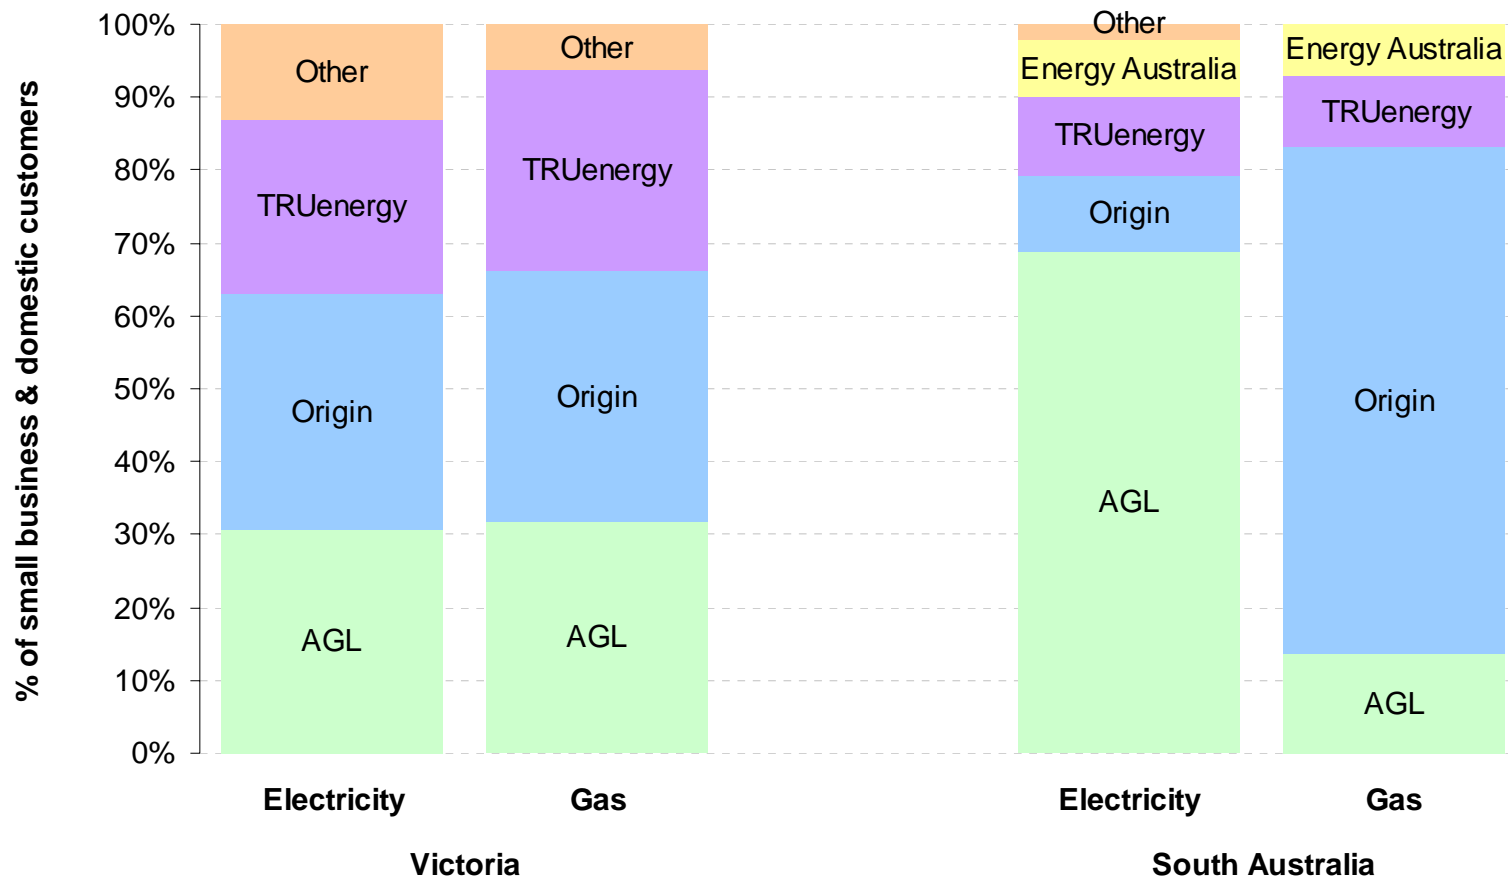 % of small business & domestic customers
100%
90%
80%
70%
60%
50%
40%
30%
20%
10%
0%
Other
TRUenergy
Origin
AGL
Other
TRUenergy
Origin
AGL
Other
Energy Australia
TRUenergy
Origin
AGL
Energy Australia
TRUenergy
Origin
AGL
Electricity
Gas
Electricity
Gas
Victoria
South Australia